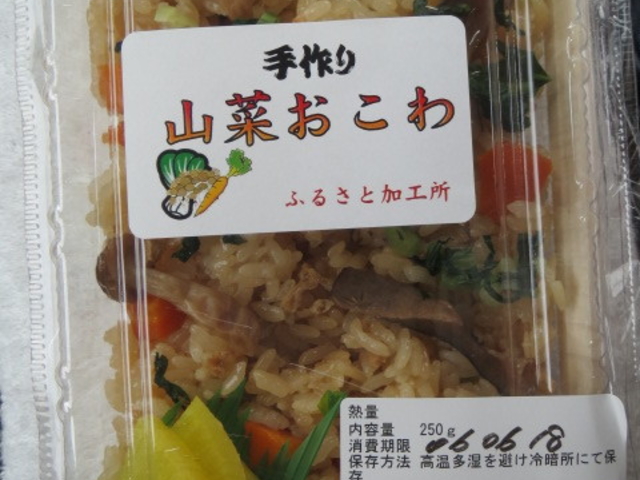 手作り
山菜おこわ
ふるさと加工所
熱量
内容量 250g
消費期限 06 06 18
保存方法 高温多湿を避け冷暗所にて保
存